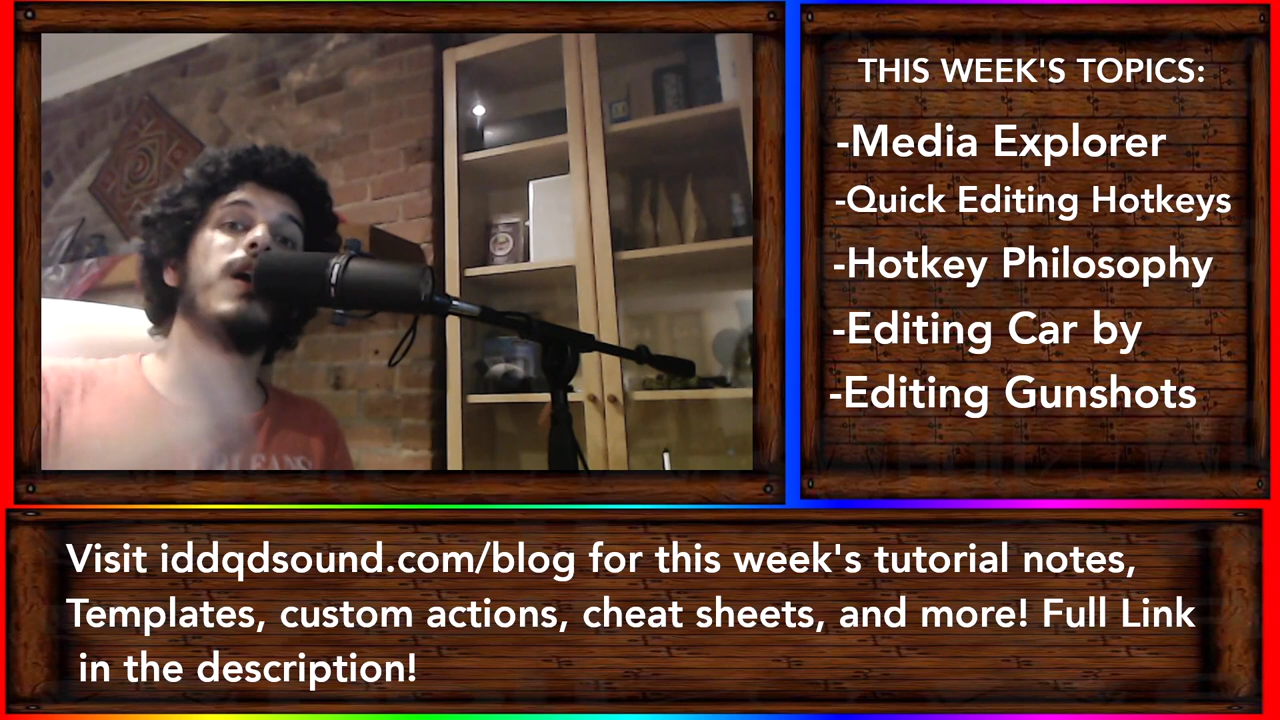 THIS WEEK'S TOPICS:
-Media Explorer
-Quick Editing Hotkeys
-Hotkey Philosophy
-Editing Car by
-Editing Gunshots
Visit iddqdsound.com/blog for this week's tutorial notes,
Templates, custom actions, cheat sheets, and more! Full Link
in the description!